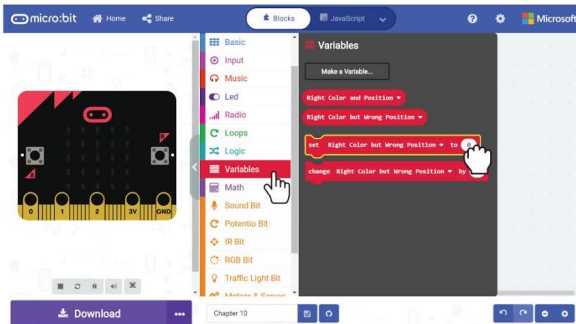 micro:bit Home Share Blocks JavaScript Microsoft
Basic
Input
Music
Led
Radio
Loops
Logic
Variables
Math
Sound Bit
Potentio Bit
IR Bit
RGB Bit
Traffic Light Bit
Motors & Servos
Variables
Make a Variable...
Right Color and Position
Right Color but Wrong Position
set Right Color but Wrong Position to 0
change Right Color but Wrong Position by
B
A
0 1 2 3V GND
Download
Chapter 10